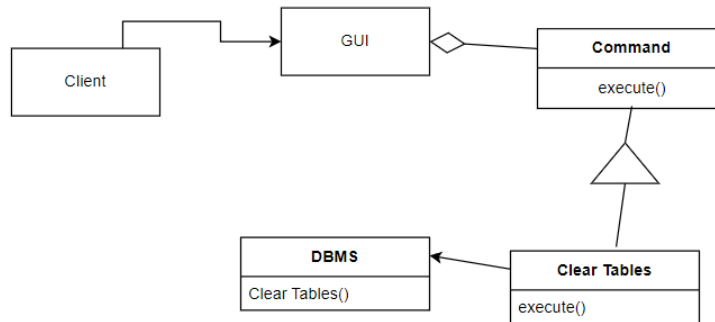 GUI
Command
Client
execute()
DBMS
Clear Tables
Clear Tables()
execute()